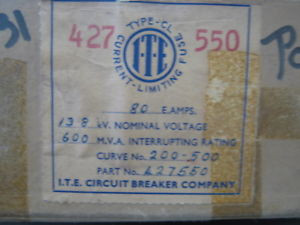 427 TYPE-CL I-T-E CURRENT-LIMITING FUSE 550
80 E.AMPS.
13.8 kV. NOMINAL VOLTAGE
600 M.V.A. INTERRUPTING RATING
CURVE No. 200-500
PART No. 427550
I.T.E. CIRCUIT BREAKER COMPANY